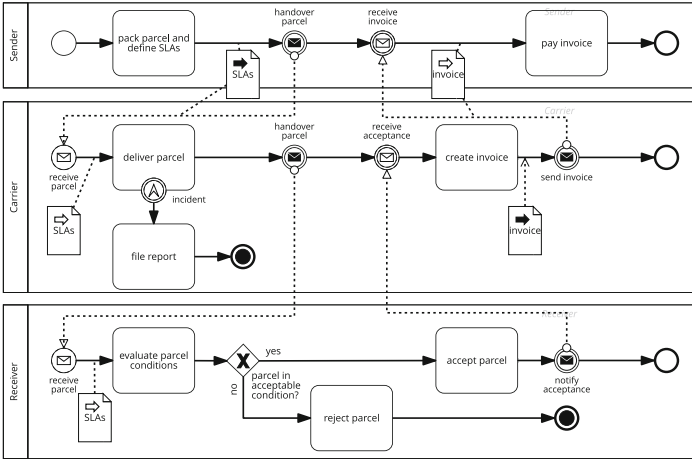 Sender
pack parcel and
define SLAs
handover
parcel
receive
invoice
Sender
pay invoice
SLAs
invoice
Carrier
receive
parcel
deliver parcel
handover
parcel
receive
acceptance
create invoice
Carrier
send invoice
SLAs
incident
file report
invoice
Receiver
receive
parcel
evaluate parcel
conditions
yes
no
parcel in
acceptable
condition?
accept parcel
Receiver
notify
acceptance
SLAs
reject parcel